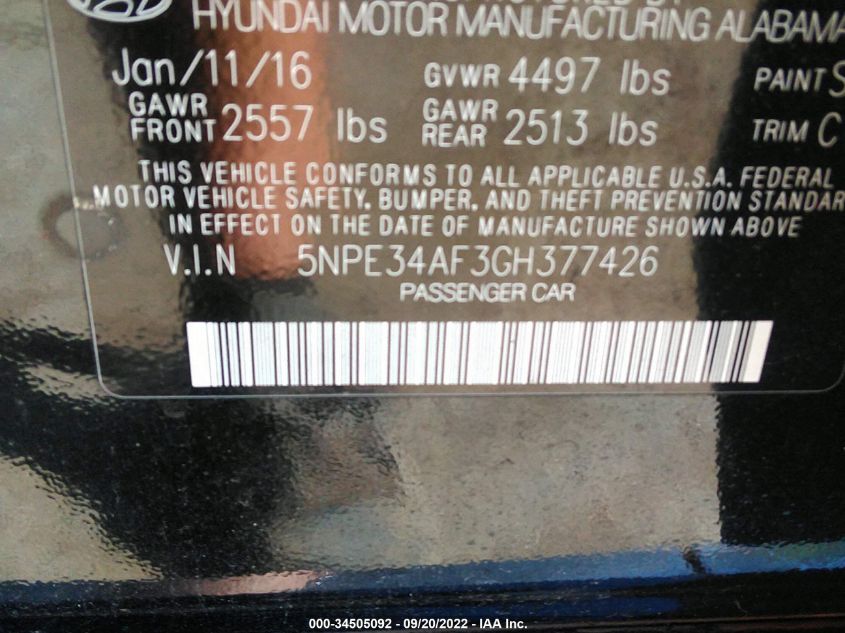 HYUNDAI MOTOR MANUFACTURING ALABAMA
Jan/11/16 GVWR 4497 lbs PAINT S
GAWR FRONT 2557 lbs GAWR REAR 2513 lbs TRIM C
THIS VEHICLE CONFORMS TO ALL APPLICABLE U.S.A. FEDERAL
MOTOR VEHICLE SAFETY, BUMPER, AND THEFT PREVENTION STANDAR
IN EFFECT ON THE DATE OF MANUFACTURE SHOWN ABOVE
V.I.N 5NPE34AF3GH377426
PASSENGER CAR
000-34505092 - 09/20/2022 - IAA Inc.